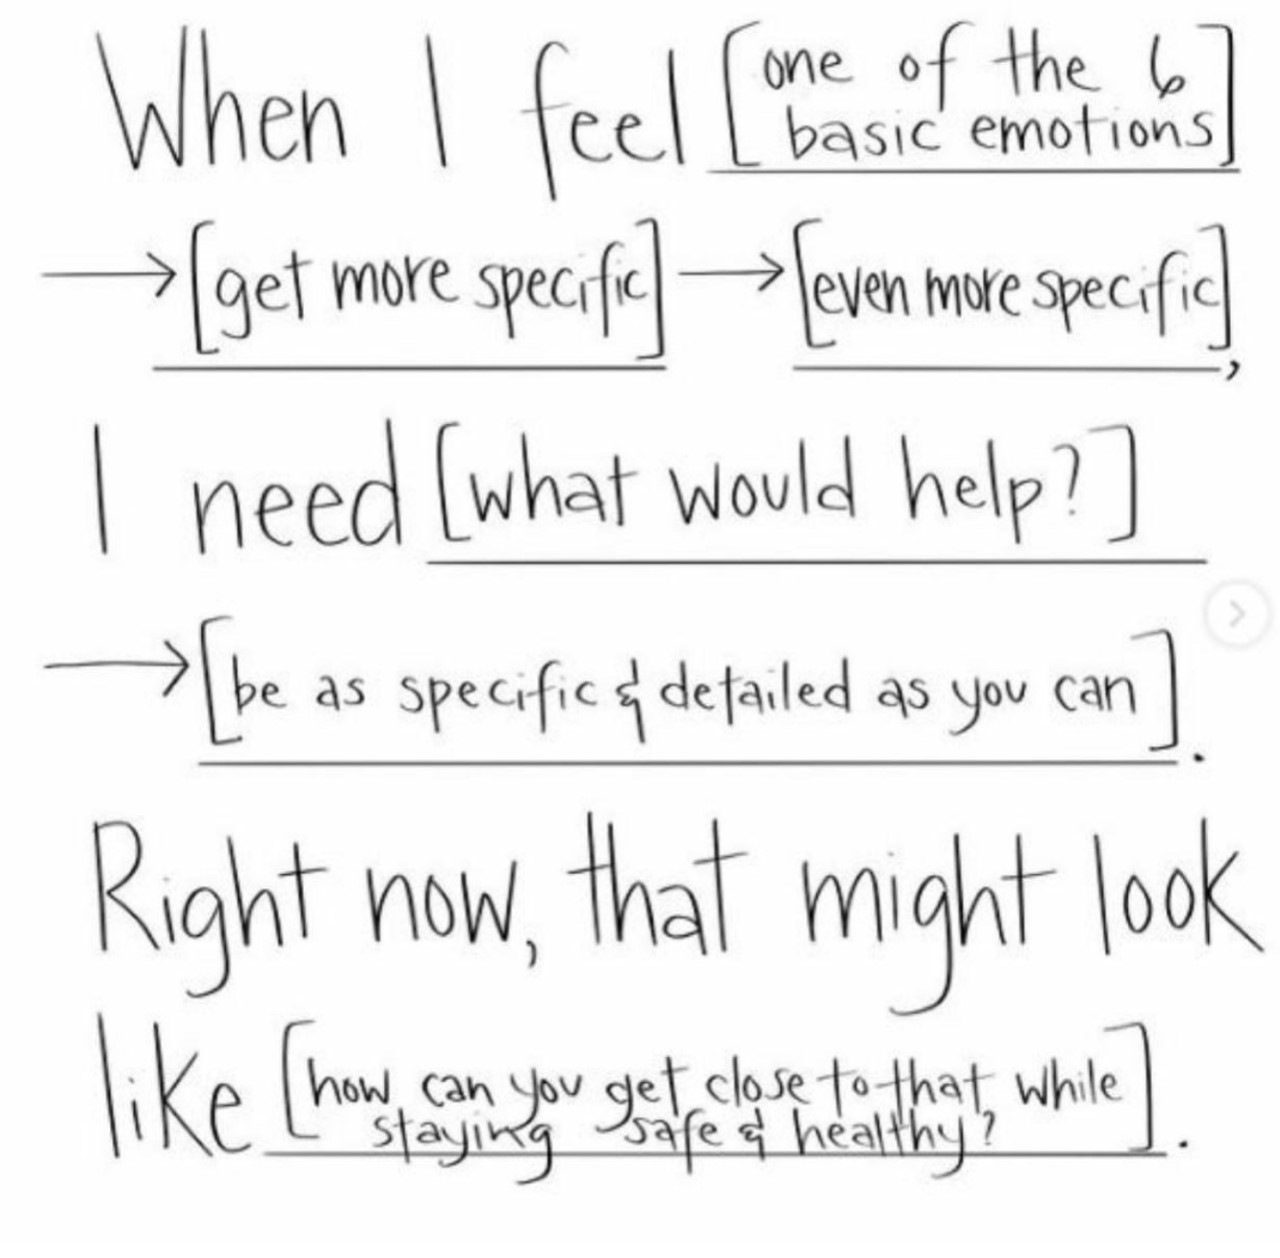 When I feel [one of the 6
basic emotions]
→ [get more specific] → [even more specific],
I need [what would help?]
→ [be as specific & detailed as you can].
Right now, that might look
like [how can you get close to that while
staying safe & healthy?].